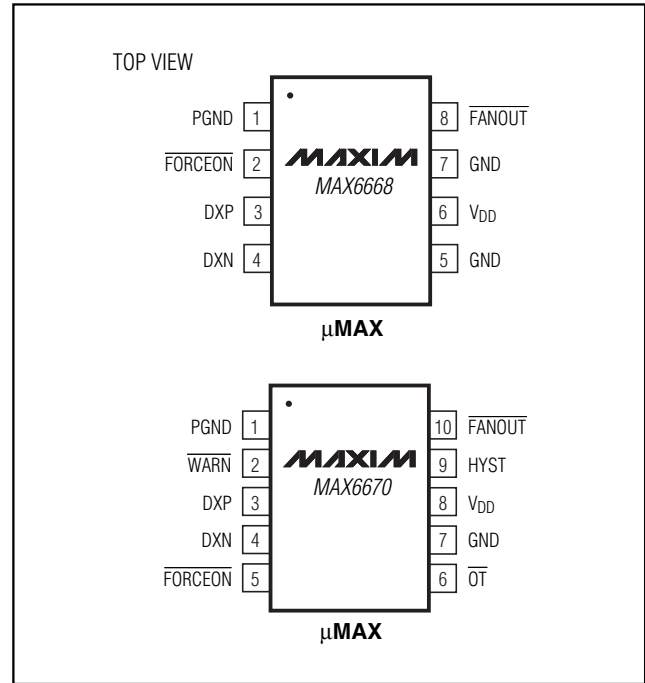 TOP VIEW
PGND 1 8 FANOUT
FORCEON 2 MAXIM 7 GND
MAX6668
DXP 3 6 VDD
DXN 4 5 GND
µMAX
PGND 1 10 FANOUT
WARN 2 MAXIM 9 HYST
MAX6670
DXP 3 8 VDD
DXN 4 7 GND
FORCEON 5 6 OT
µMAX